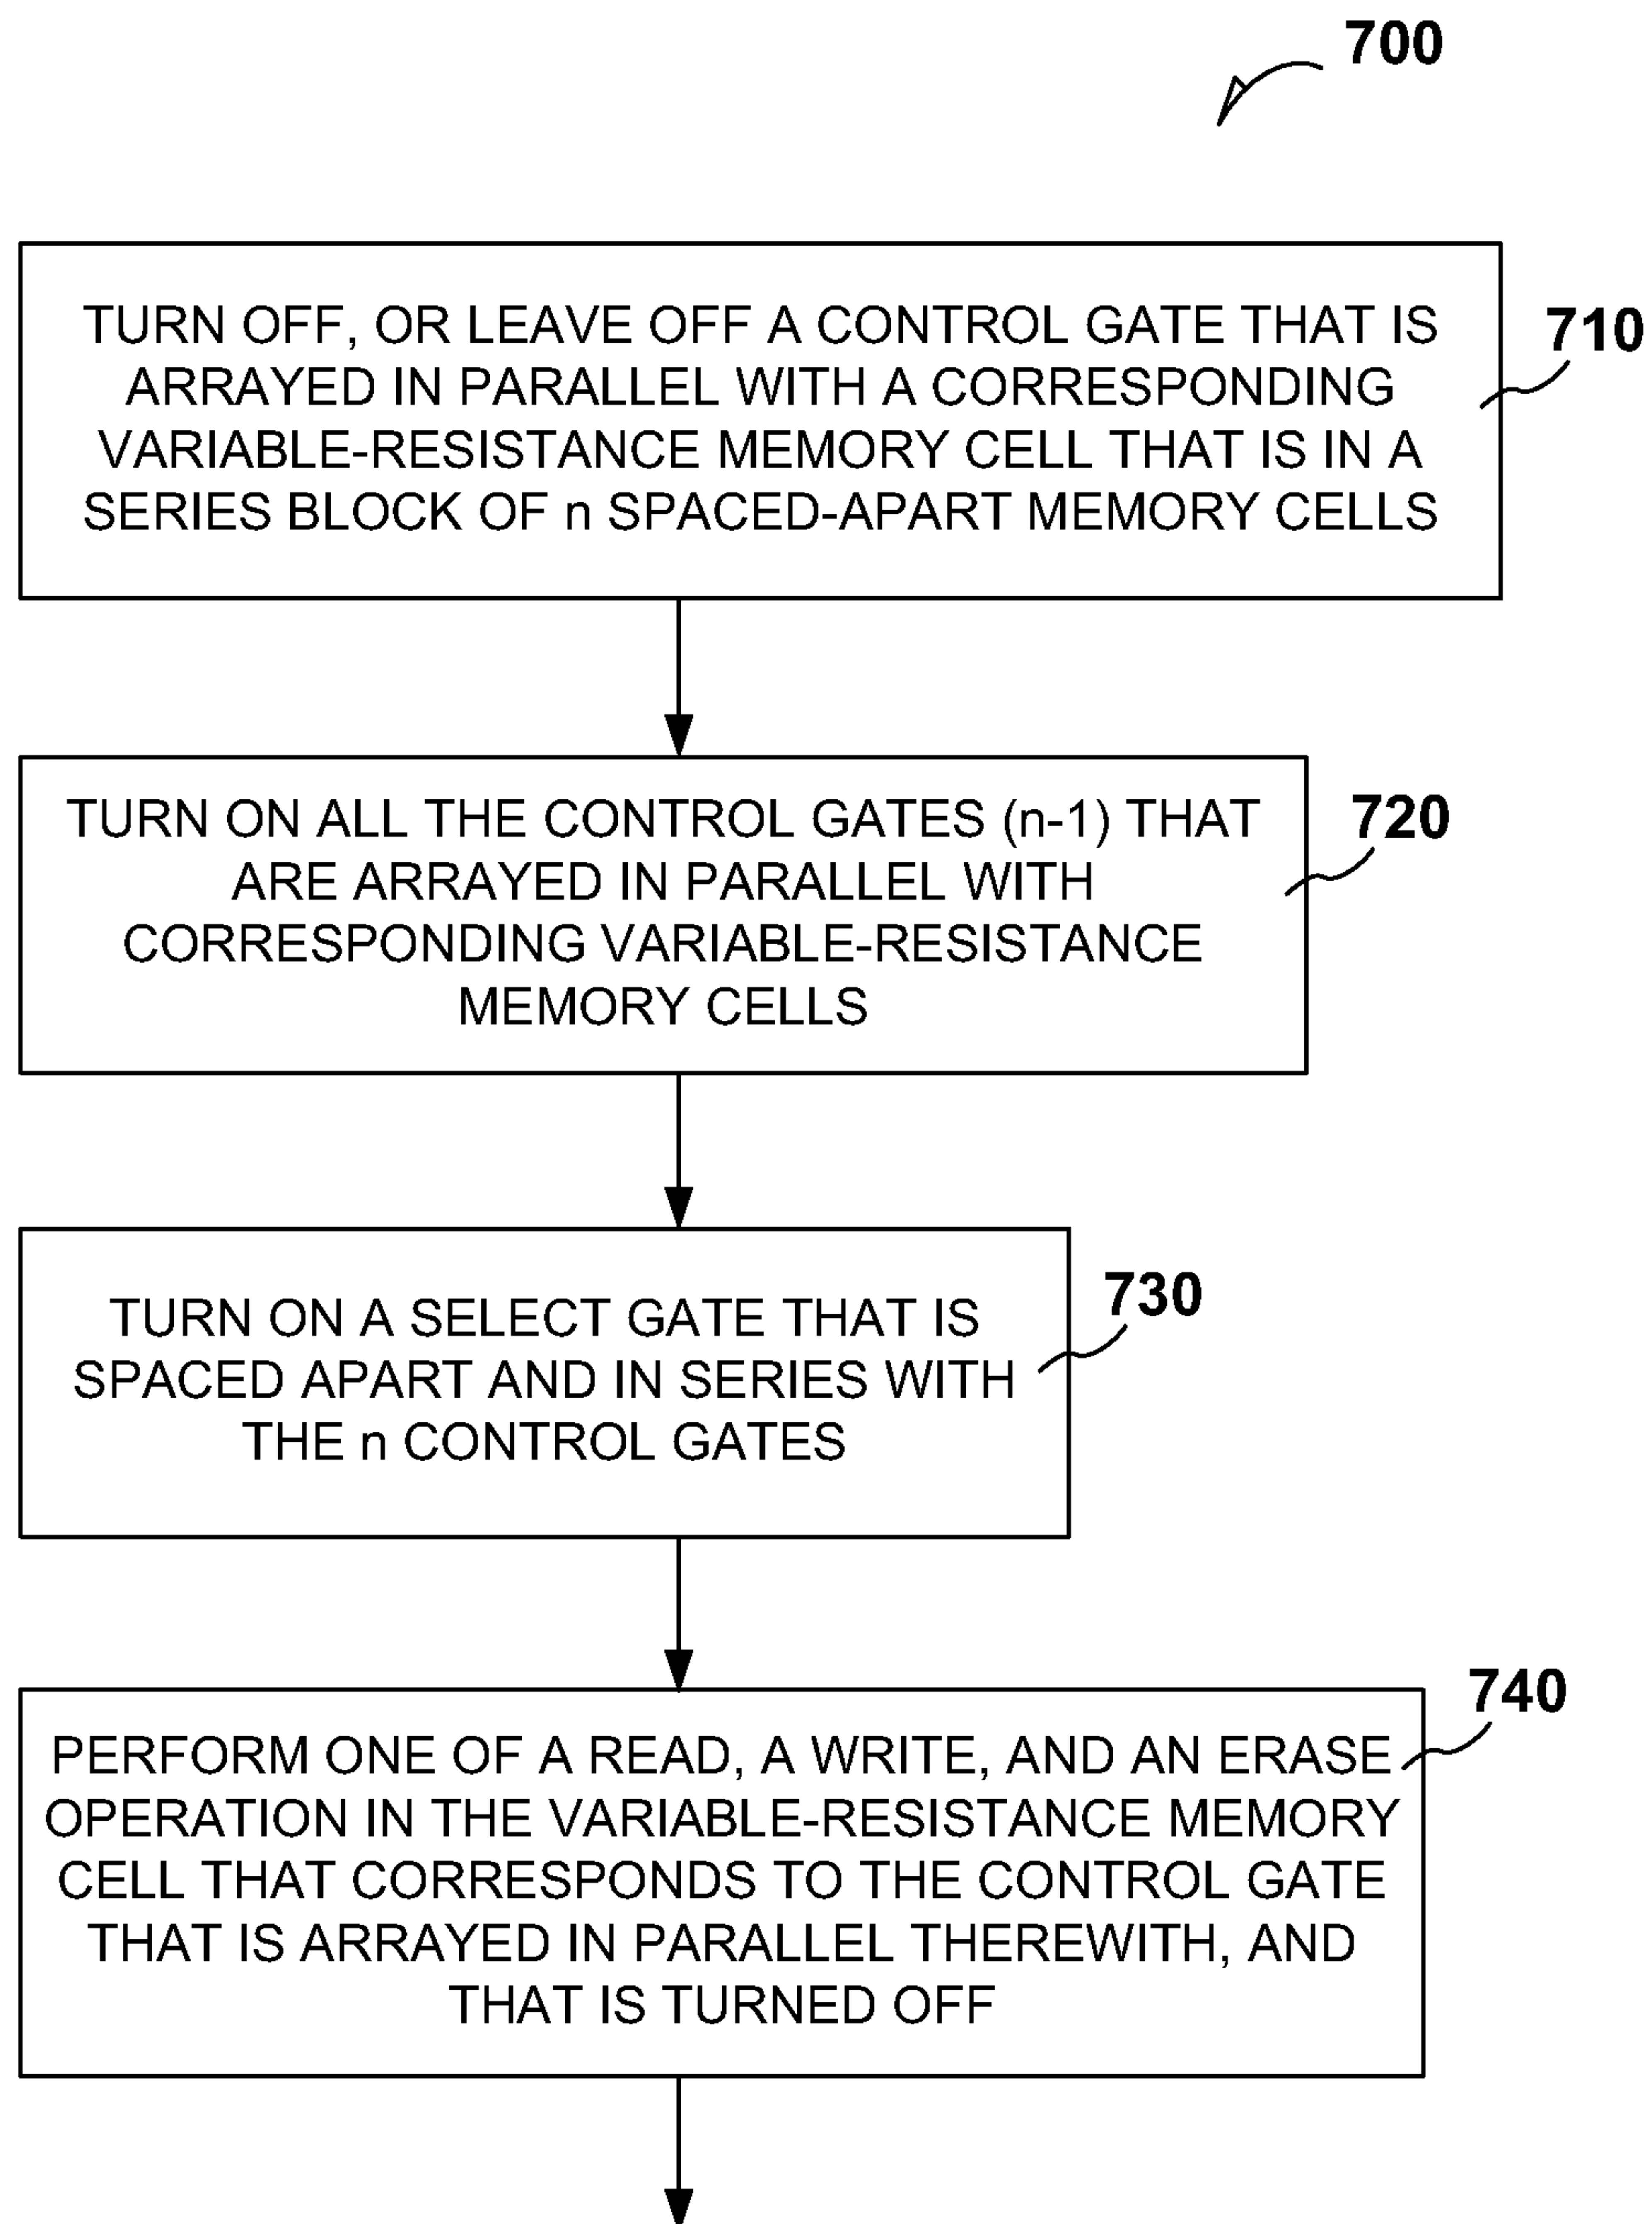 700
TURN OFF, OR LEAVE OFF A CONTROL GATE THAT IS
ARRAYED IN PARALLEL WITH A CORRESPONDING
VARIABLE-RESISTANCE MEMORY CELL THAT IS IN A
SERIES BLOCK OF n SPACED-APART MEMORY CELLS
710
TURN ON ALL THE CONTROL GATES (n-1) THAT
ARE ARRAYED IN PARALLEL WITH
CORRESPONDING VARIABLE-RESISTANCE
MEMORY CELLS
720
TURN ON A SELECT GATE THAT IS
SPACED APART AND IN SERIES WITH
THE n CONTROL GATES
730
PERFORM ONE OF A READ, A WRITE, AND AN ERASE
OPERATION IN THE VARIABLE-RESISTANCE MEMORY
CELL THAT CORRESPONDS TO THE CONTROL GATE
THAT IS ARRAYED IN PARALLEL THEREWITH, AND
THAT IS TURNED OFF
740